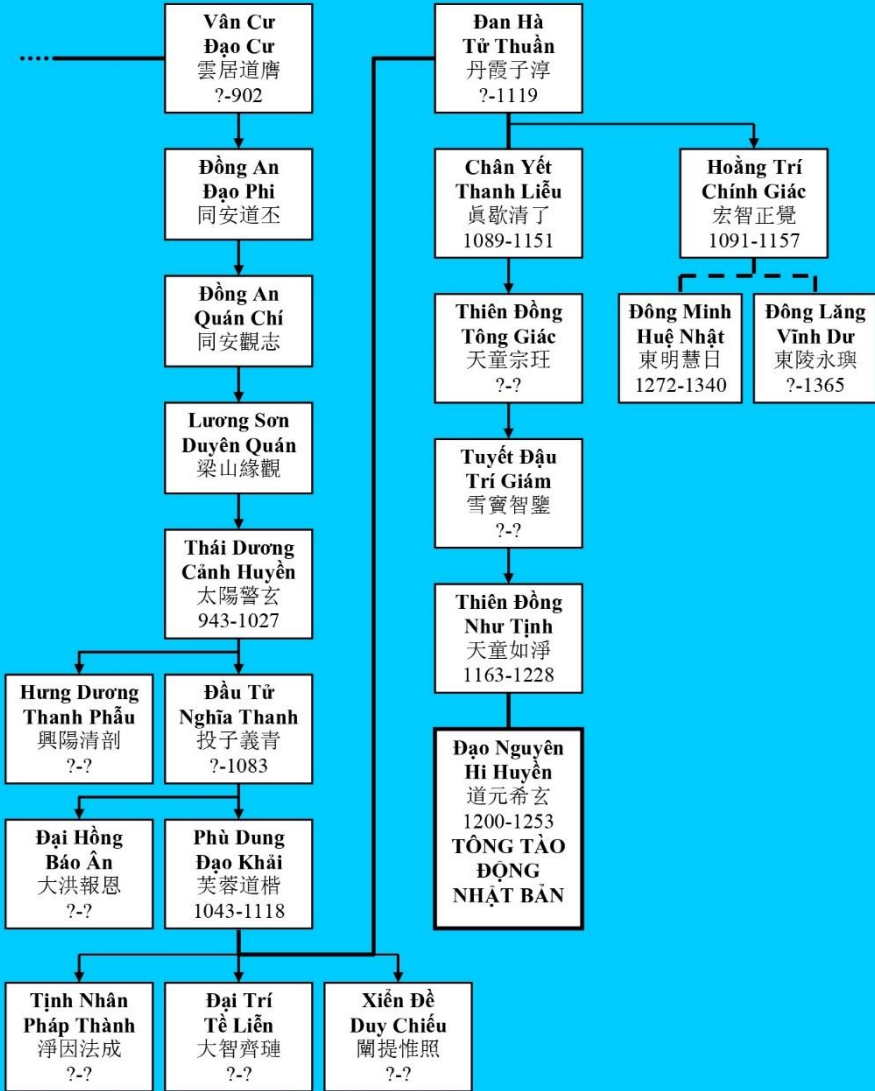 Vân Cư
Đạo Cư
雲居道膺
?-902
Đồng An
Đạo Phi
同安道丕
Đồng An
Quán Chí
同安觀志
Lương Sơn
Duyên Quán
梁山緣觀
Thái Dương
Cảnh Huyền
太陽警玄
943-1027
Hưng Dương
Thanh Phẫu
興陽清剖
?-?
Đầu Tử
Nghĩa Thanh
投子義青
?-1083
Đại Hồng
Báo Ân
大洪報恩
?-?
Phù Dung
Đạo Khải
芙蓉道楷
1043-1118
Tịnh Nhân
Pháp Thành
淨因法成
?-?
Đại Trí
Tề Liễn
大智齊璉
?-?
Xiển Đề
Duy Chiếu
闡提惟照
?-?
Đan Hà
Tử Thuần
丹霞子淳
?-1119
Chân Yết
Thanh Liễu
眞歇清了
1089-1151
Hoằng Trí
Chính Giác
宏智正覺
1091-1157
Thiên Đồng
Tông Giác
天童宗玨
?-?
Đông Minh
Huệ Nhật
東明慧日
1272-1340
Đông Lăng
Vĩnh Dư
東陵永璵
?-1365
Tuyết Đậu
Trí Giám
雪竇智鑒
?-?
Thiên Đồng
Như Tịnh
天童如淨
1163-1228
Đạo Nguyên
Hi Huyền
道元希玄
1200-1253
TÔNG TÀO
ĐỘNG
NHẬT BẢN